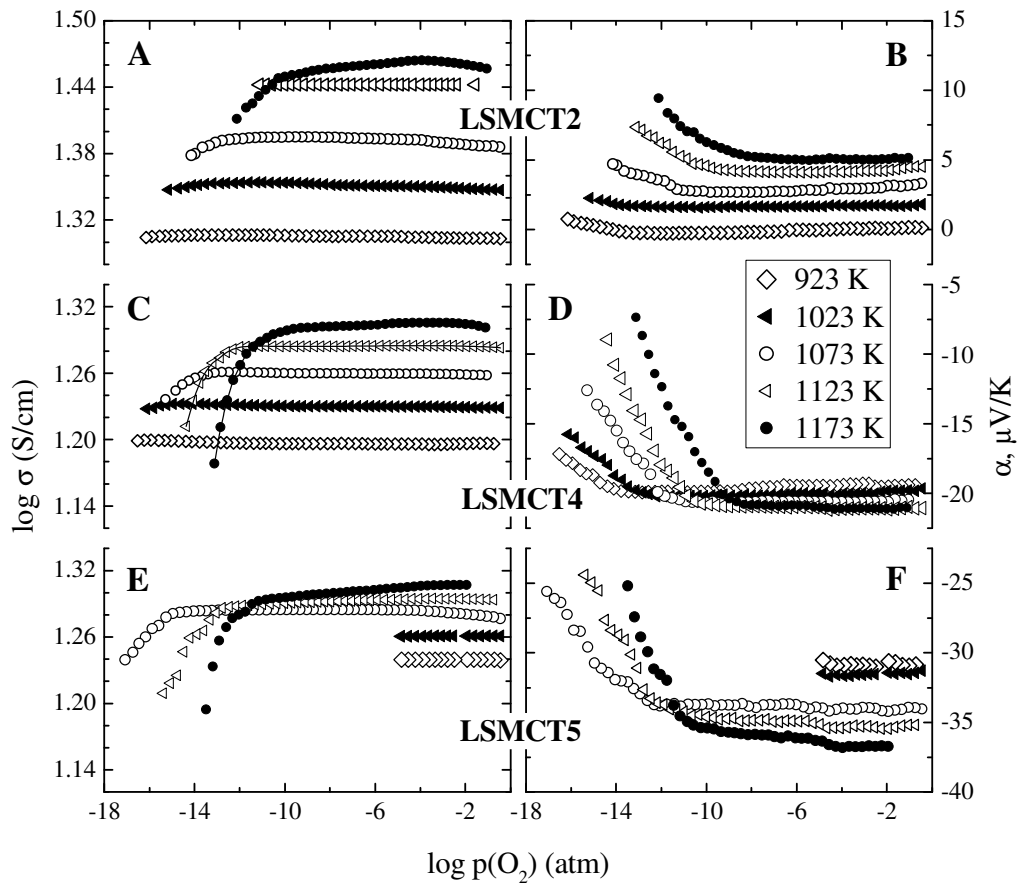 1.50
1.44
1.38
1.32
A
LSMCT2
B
15
10
5
0
1.32
1.26
1.20
1.14
C
LSMCT4
D
-5
-10
-15
-20
◇ 923 K
◀ 1023 K
○ 1073 K
◁ 1123 K
● 1173 K
1.32
1.26
1.20
1.14
E
LSMCT5
F
-25
-30
-35
-40
-18 -14 -10 -6 -2
-18 -14 -10 -6 -2
log σ (S/cm)
α, μV/K
log p(O₂) (atm)